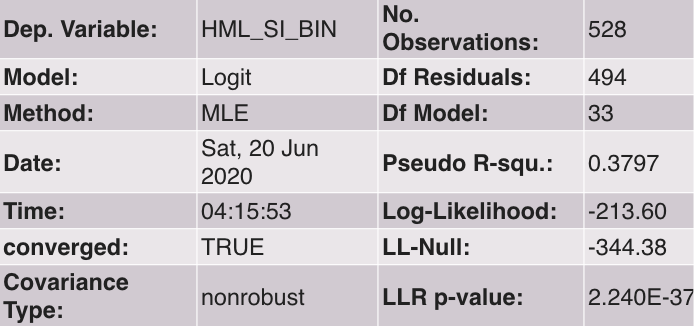 Dep. Variable: HML_SI_BIN No. Observations: 528
Model: Logit Df Residuals: 494
Method: MLE Df Model: 33
Date: Sat, 20 Jun 2020 Pseudo R-squ.: 0.3797
Time: 04:15:53 Log-Likelihood: -213.60
converged: TRUE LL-Null: -344.38
Covariance Type: nonrobust LLR p-value: 2.240E-37